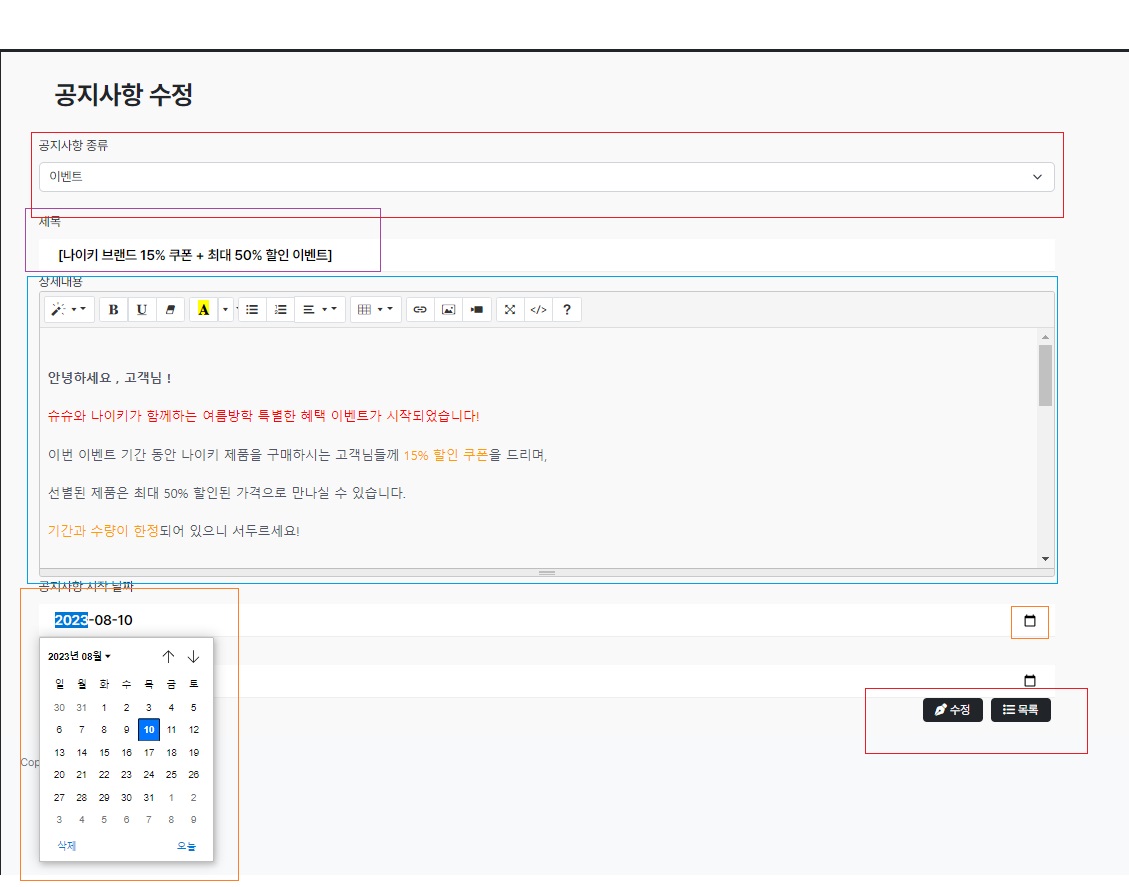 공지사항 수정
공지사항 종류
이벤트
제목
[나이키 브랜드 15% 쿠폰 + 최대 50% 할인 이벤트]
상세내용
B U A </> ?
안녕하세요 , 고객님 !
슈슈와 나이키가 함께하는 여름방학 특별한 혜택 이벤트가 시작되었습니다!
이번 이벤트 기간 동안 나이키 제품을 구매하시는 고객님들께 15% 할인 쿠폰을 드리며,
선별된 제품은 최대 50% 할인된 가격으로 만나실 수 있습니다.
기간과 수량이 한정되어 있으니 서두르세요!
공지사항 시작 날짜
2023-08-10
2023년 08월
일 월 화 수 목 금 토
30 31 1 2 3 4 5
6 7 8 9 10 11 12
13 14 15 16 17 18 19
20 21 22 23 24 25 26
27 28 29 30 31 1 2
3 4 5 6 7 8 9
삭제 오늘
수정 목록
Cop